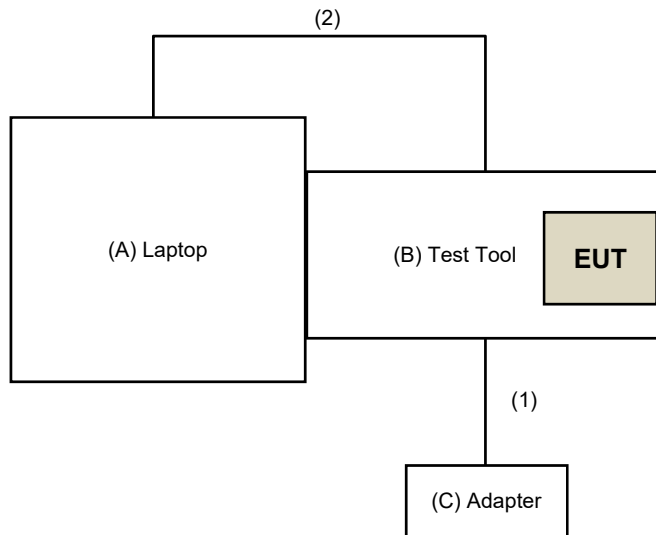 (2)
(A) Laptop
(B) Test Tool
EUT
(1)
(C) Adapter